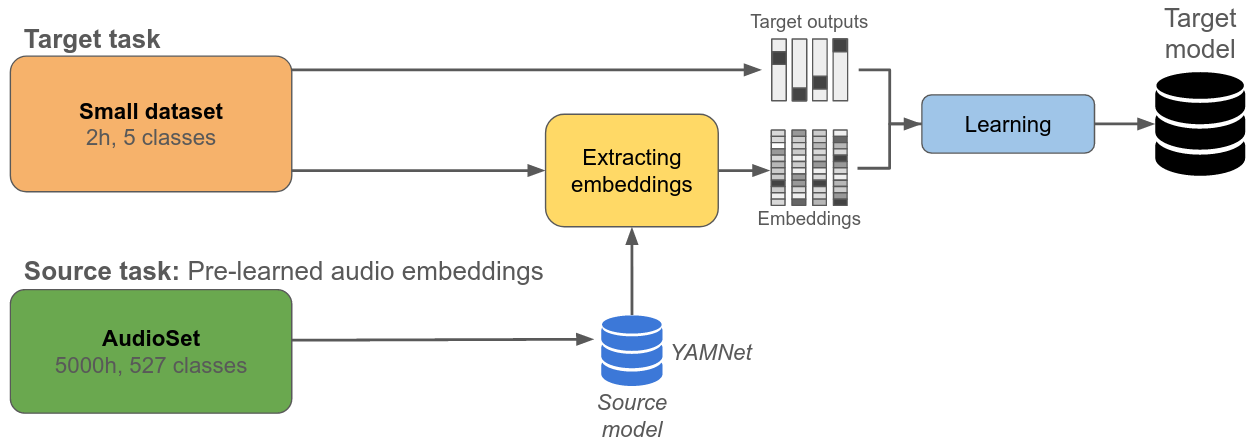 Target task
Small dataset
2h, 5 classes
Target outputs
Extracting
embeddings
Embeddings
Learning
Target
model
Source task: Pre-learned audio embeddings
AudioSet
5000h, 527 classes
YAMNet
Source
model